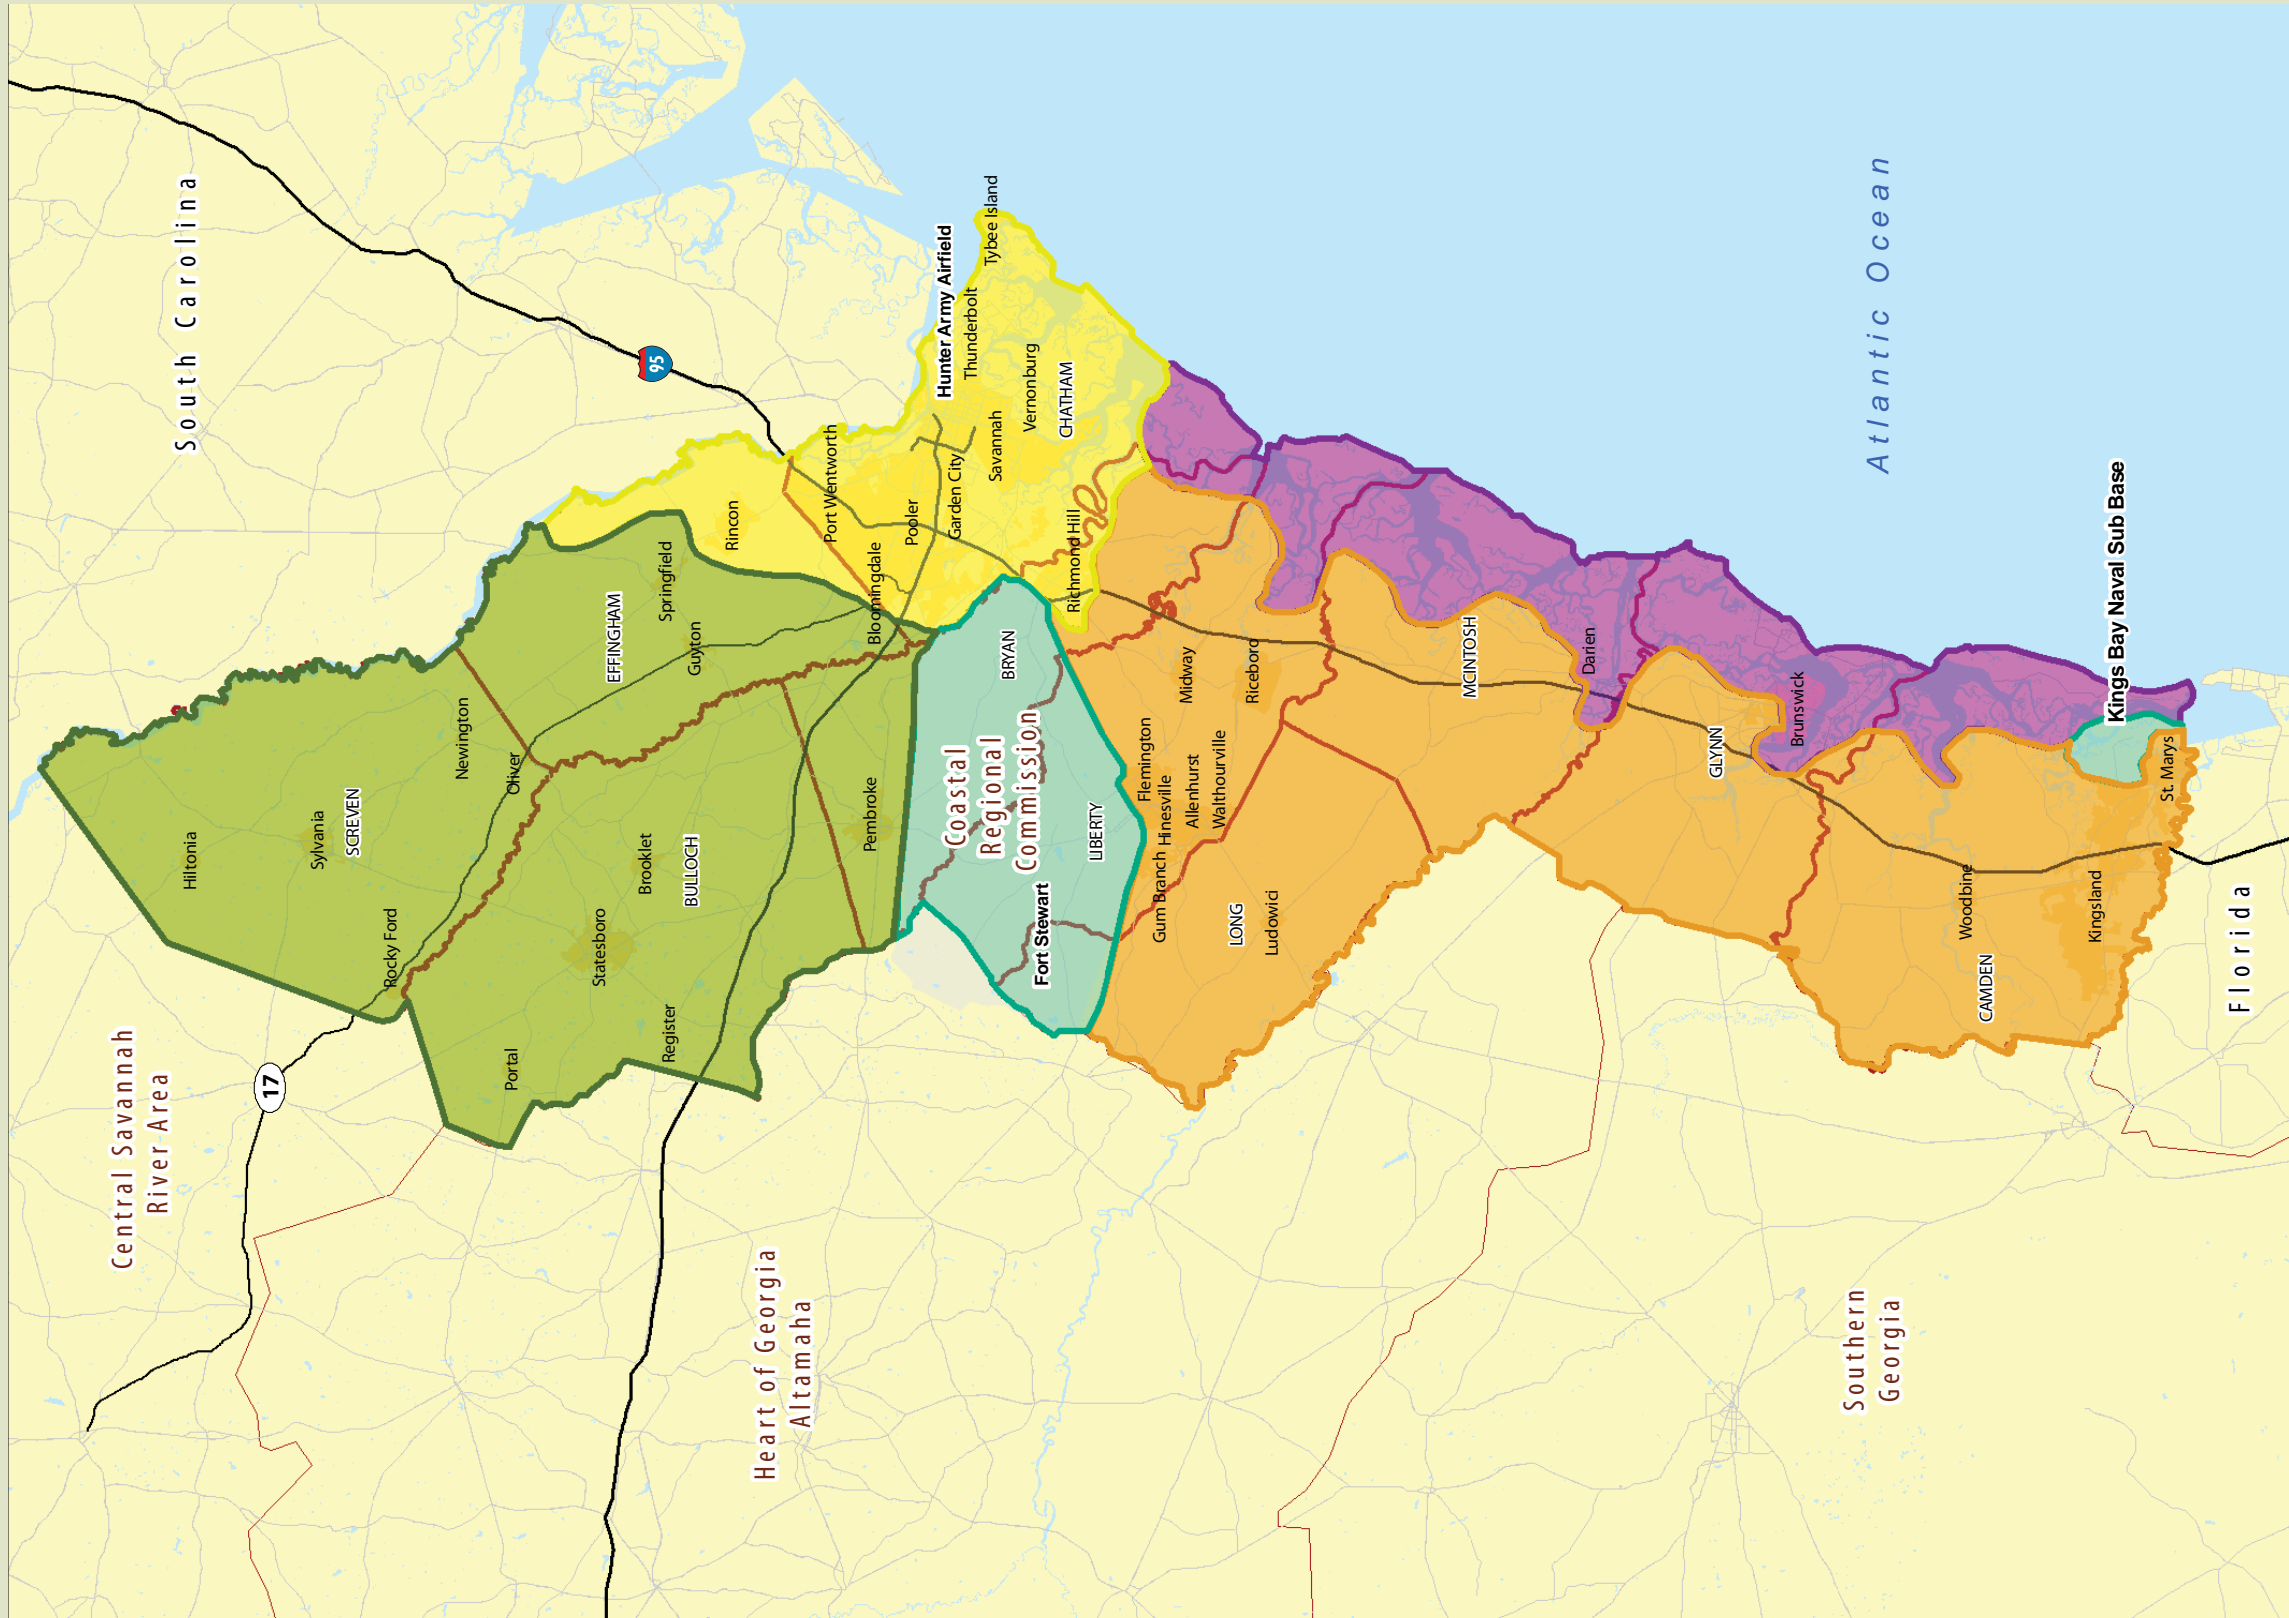 South Carolina
95
Central Savannah
River Area
17
Hiltonia
Sylvania
SCREVEN
Rocky Ford
Newington
Oliver
Portal
EFFINGHAM
Springfield
Guyton
Rincon
Statesboro
Brooklet
BULLOCH
Register
Port Wentworth
Bloomingdale
Pembroke
Pooler
Garden City
Hunter Army Airfield
Thunderbolt
Tybee Island
Savannah
Vernonburg
CHATHAM
Richmond Hill
BRYAN
Coastal
Regional
Commission
Fort Stewart
LIBERTY
Heart of Georgia
Altamaha
Flemington
Hinesville
Gum Branch
Midway
Allenhurst
Walthourville
Riceboro
LONG
Ludowici
MCINTOSH
Darien
GLYNN
Brunswick
Atlantic Ocean
Southern
Georgia
Woodbine
CAMDEN
Kingsland
Kings Bay Naval Sub Base
St. Marys
Florida